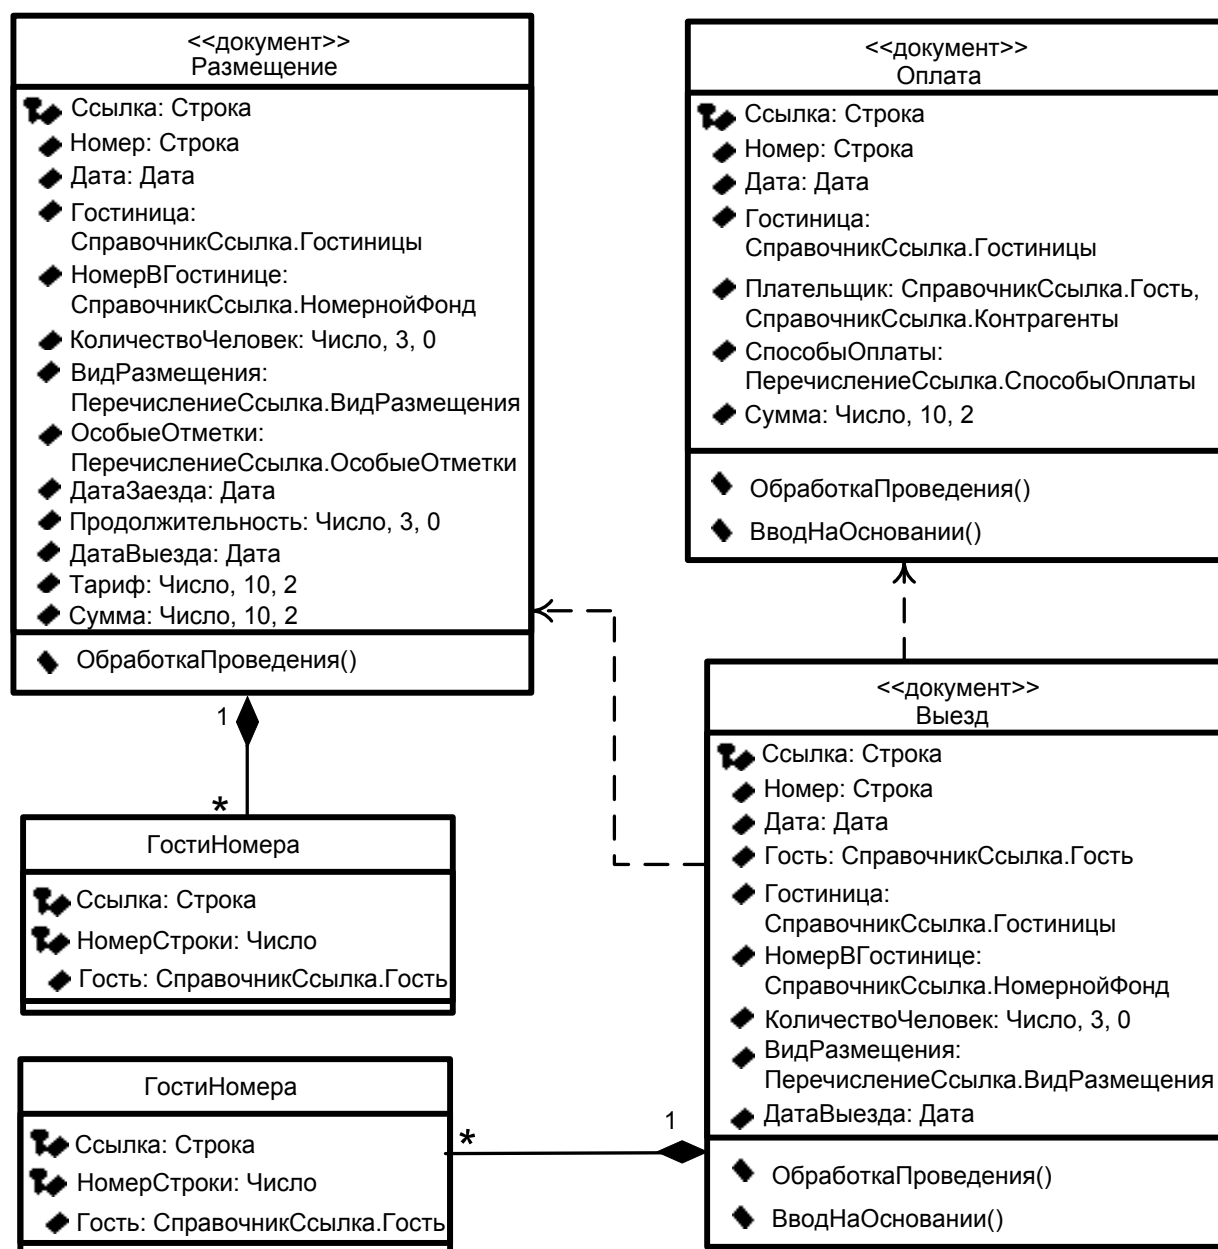 <<документ>>
Размещение
Ссылка: Строка
Номер: Строка
Дата: Дата
Гостиница:
СправочникСсылка.Гостиницы
НомерВГостинице:
СправочникСсылка.НомернойФонд
КоличествоЧеловек: Число, 3, 0
ВидРазмещения:
ПеречислениеСсылка.ВидРазмещения
ОсобыеОтметки:
ПеречислениеСсылка.ОсобыеОтметки
ДатаЗаезда: Дата
Продолжительность: Число, 3, 0
ДатаВыезда: Дата
Тариф: Число, 10, 2
Сумма: Число, 10, 2
ОбработкаПроведения()
1
*
ГостиНомера
Ссылка: Строка
НомерСтроки: Число
Гость: СправочникСсылка.Гость
ГостиНомера
Ссылка: Строка
НомерСтроки: Число
Гость: СправочникСсылка.Гость
*
1
<<документ>>
Оплата
Ссылка: Строка
Номер: Строка
Дата: Дата
Гостиница:
СправочникСсылка.Гостиницы
Плательщик: СправочникСсылка.Гость,
СправочникСсылка.Контрагенты
СпособыОплаты:
ПеречислениеСсылка.СпособыОплаты
Сумма: Число, 10, 2
ОбработкаПроведения()
ВводНаОсновании()
<<документ>>
Выезд
Ссылка: Строка
Номер: Строка
Дата: Дата
Гость: СправочникСсылка.Гость
Гостиница:
СправочникСсылка.Гостиницы
НомерВГостинице:
СправочникСсылка.НомернойФонд
КоличествоЧеловек: Число, 3, 0
ВидРазмещения:
ПеречислениеСсылка.ВидРазмещения
ДатаВыезда: Дата
ОбработкаПроведения()
ВводНаОсновании()